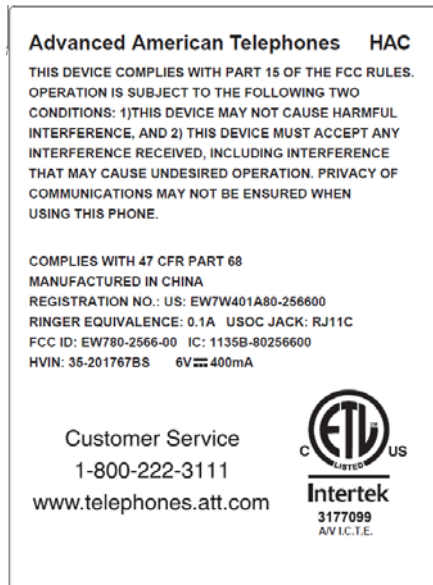 Advanced American Telephones HAC
THIS DEVICE COMPLIES WITH PART 15 OF THE FCC RULES.
OPERATION IS SUBJECT TO THE FOLLOWING TWO
CONDITIONS: 1)THIS DEVICE MAY NOT CAUSE HARMFUL
INTERFERENCE, AND 2) THIS DEVICE MUST ACCEPT ANY
INTERFERENCE RECEIVED, INCLUDING INTERFERENCE
THAT MAY CAUSE UNDESIRED OPERATION. PRIVACY OF
COMMUNICATIONS MAY NOT BE ENSURED WHEN
USING THIS PHONE.
COMPLIES WITH 47 CFR PART 68
MANUFACTURED IN CHINA
REGISTRATION NO.: US: EW7W401A80-256600
RINGER EQUIVALENCE: 0.1A USOC JACK: RJ11C
FCC ID: EW780-2566-00 IC: 1135B-80256600
HVIN: 35-201767BS 6V⎓400mA
Customer Service
1-800-222-3111
www.telephones.att.com
C ETL US
LISTED
Intertek
3177099
A/V I.C.T.E.